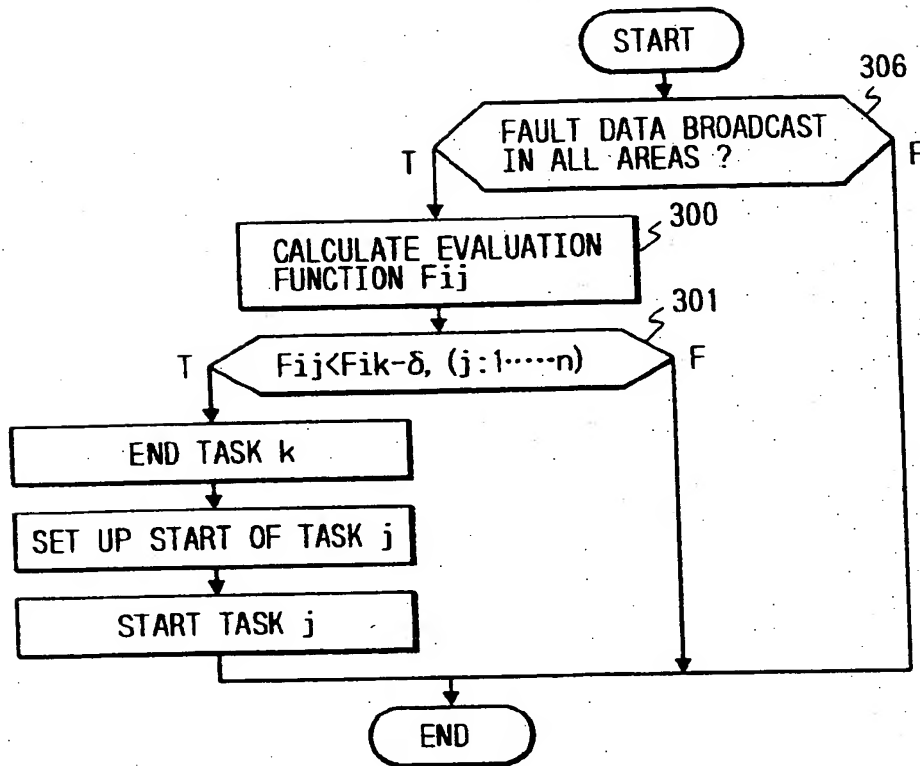 START
306
FAULT DATA BROADCAST
IN ALL AREAS ?
T
F
300
CALCULATE EVALUATION
FUNCTION Fij
301
T
Fij<Fik-δ, (j:1·····n)
F
END TASK k
SET UP START OF TASK j
START TASK j
END